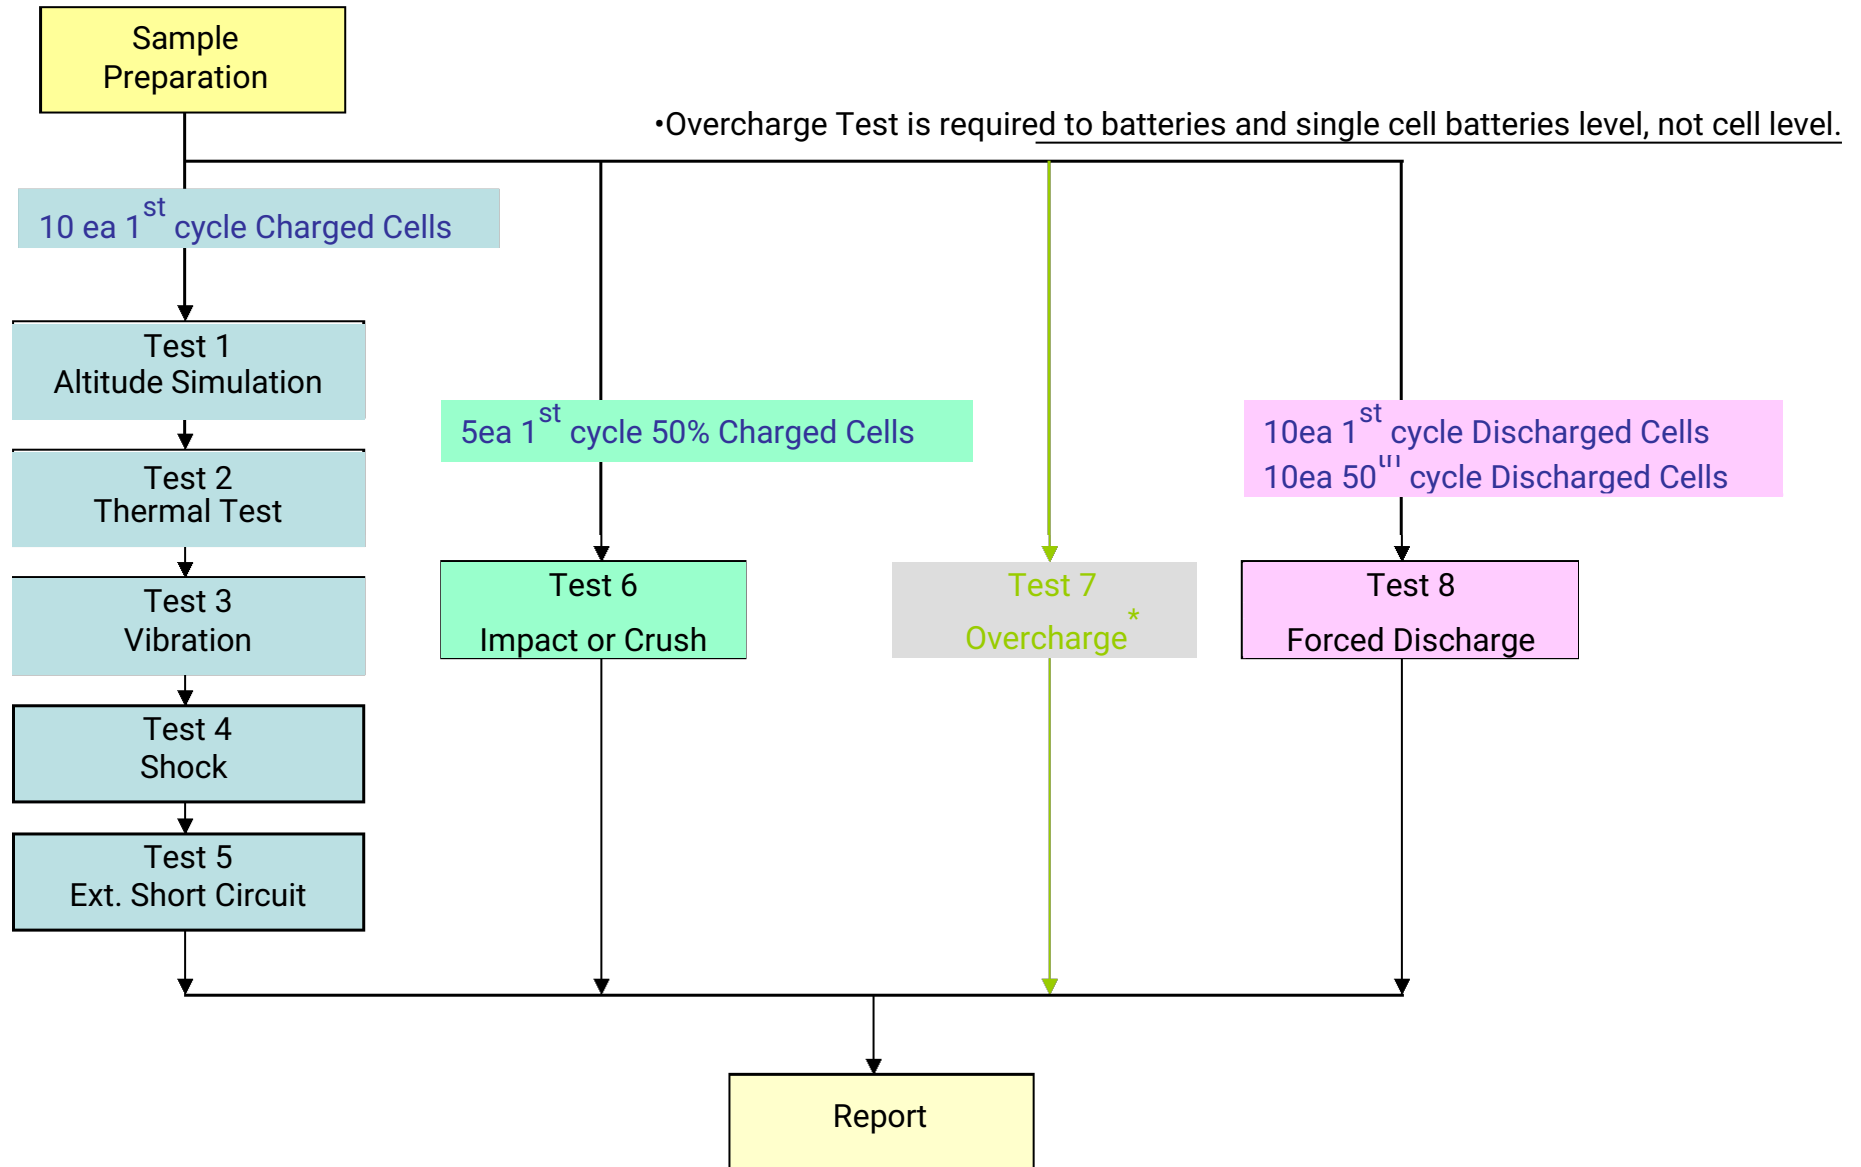 Sample
Preparation
•Overcharge Test is required to batteries and single cell batteries level, not cell level.
10 ea 1st cycle Charged Cells
Test 1
Altitude Simulation
Test 2
Thermal Test
Test 3
Vibration
Test 4
Shock
Test 5
Ext. Short Circuit
5ea 1st cycle 50% Charged Cells
Test 6
Impact or Crush
Test 7
Overcharge*
10ea 1st cycle Discharged Cells
10ea 50th cycle Discharged Cells
Test 8
Forced Discharge
Report